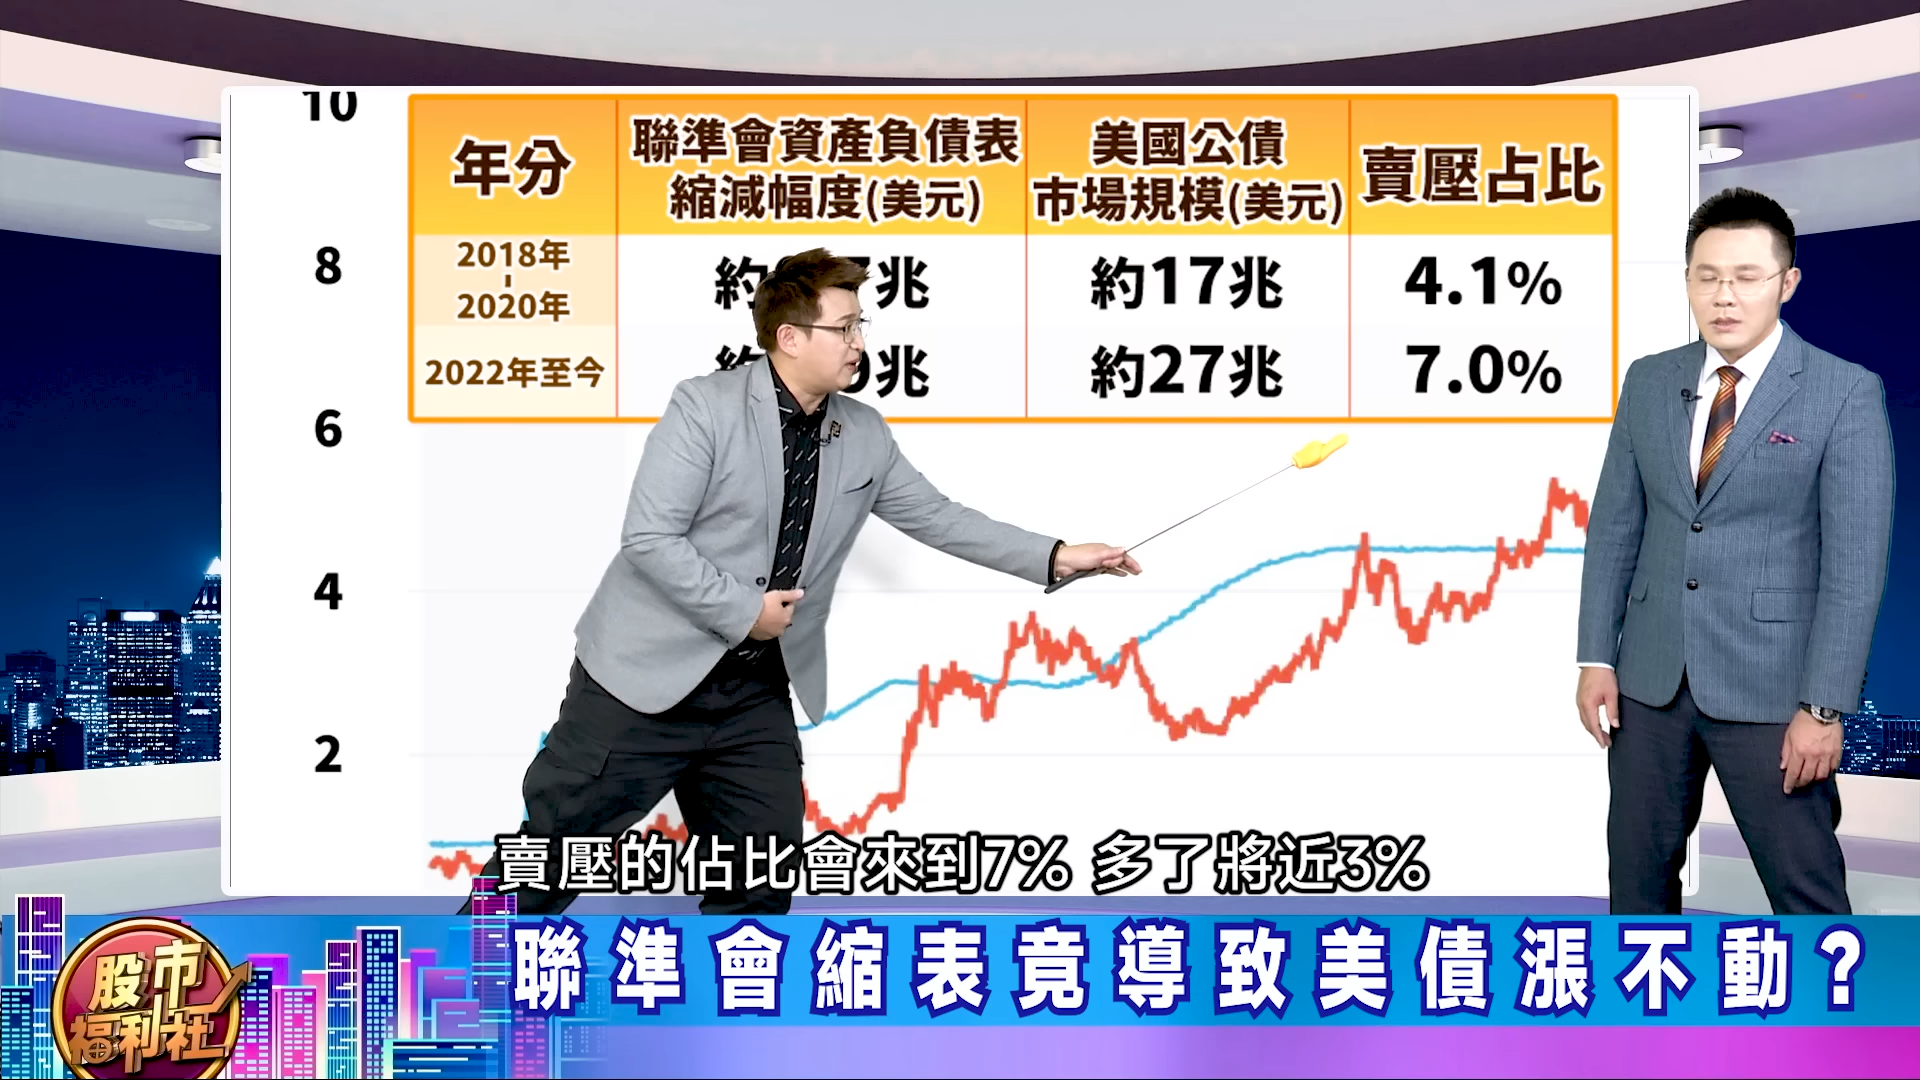 10
8
6
4
2
年分
聯準會資產負債表
縮減幅度(美元)
美國公債
市場規模(美元)
賣壓占比
2018年
-
2020年
約 兆
約17兆
4.1%
2022年至今
約 兆
約27兆
7.0%
賣壓的佔比會來到7% 多了將近3%
聯準會縮表竟導致美債漲不動?
股市
福利社